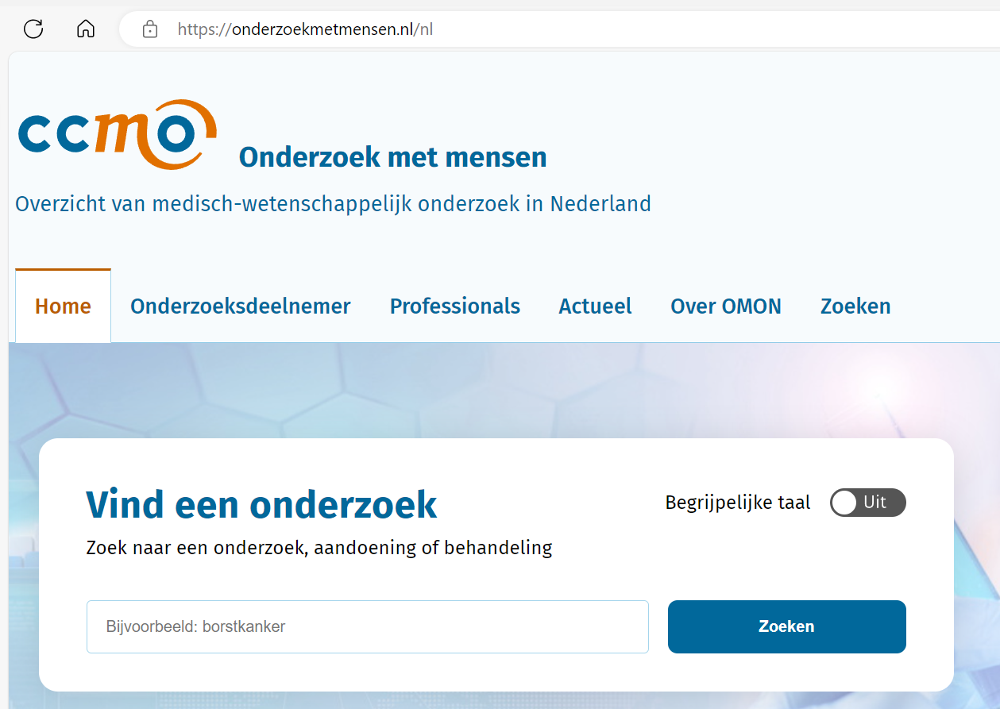 https://onderzoekmetmensen.nl/nl
ccmo
Onderzoek met mensen
Overzicht van medisch-wetenschappelijk onderzoek in Nederland
Home Onderzoeksdeelnemer Professionals Actueel Over OMON Zoeken
Vind een onderzoek
Begrijpelijke taal Uit
Zoek naar een onderzoek, aandoening of behandeling
Bijvoorbeeld: borstkanker
Zoeken